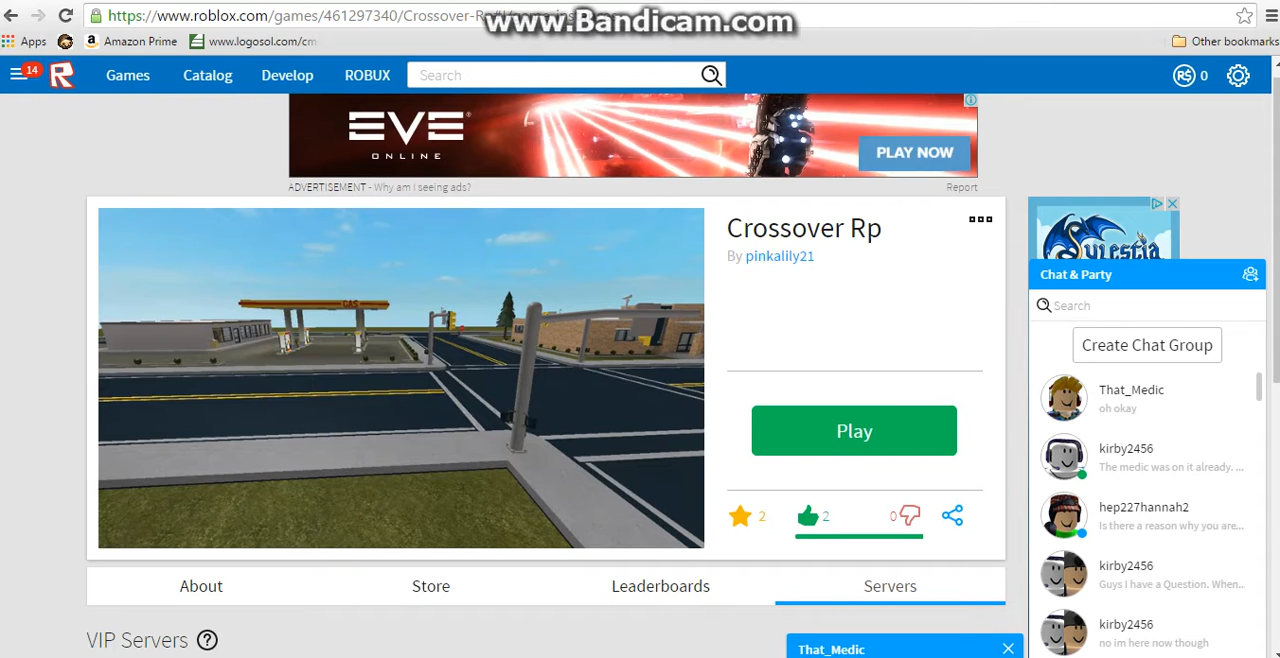 https://www.roblox.com/games/461297340/Crossover-Rp
www.Bandicam.com
Apps
Amazon Prime
www.logosol.com/cm
Other bookmarks
14
Games
Catalog
Develop
ROBUX
Search
R$ 0
EVE
ONLINE
PLAY NOW
ADVERTISEMENT - Why am I seeing ads?
Report
GAS
Crossover Rp
By pinkalily21
Play
2
2
0
Sylestia
Chat & Party
Search
Create Chat Group
That_Medic
oh okay
kirby2456
The medic was on it already. ...
hep227hannah2
Is there a reason why you are...
kirby2456
Guys I have a Question. When...
kirby2456
no im here now though
About
Store
Leaderboards
Servers
VIP Servers ?
That_Medic